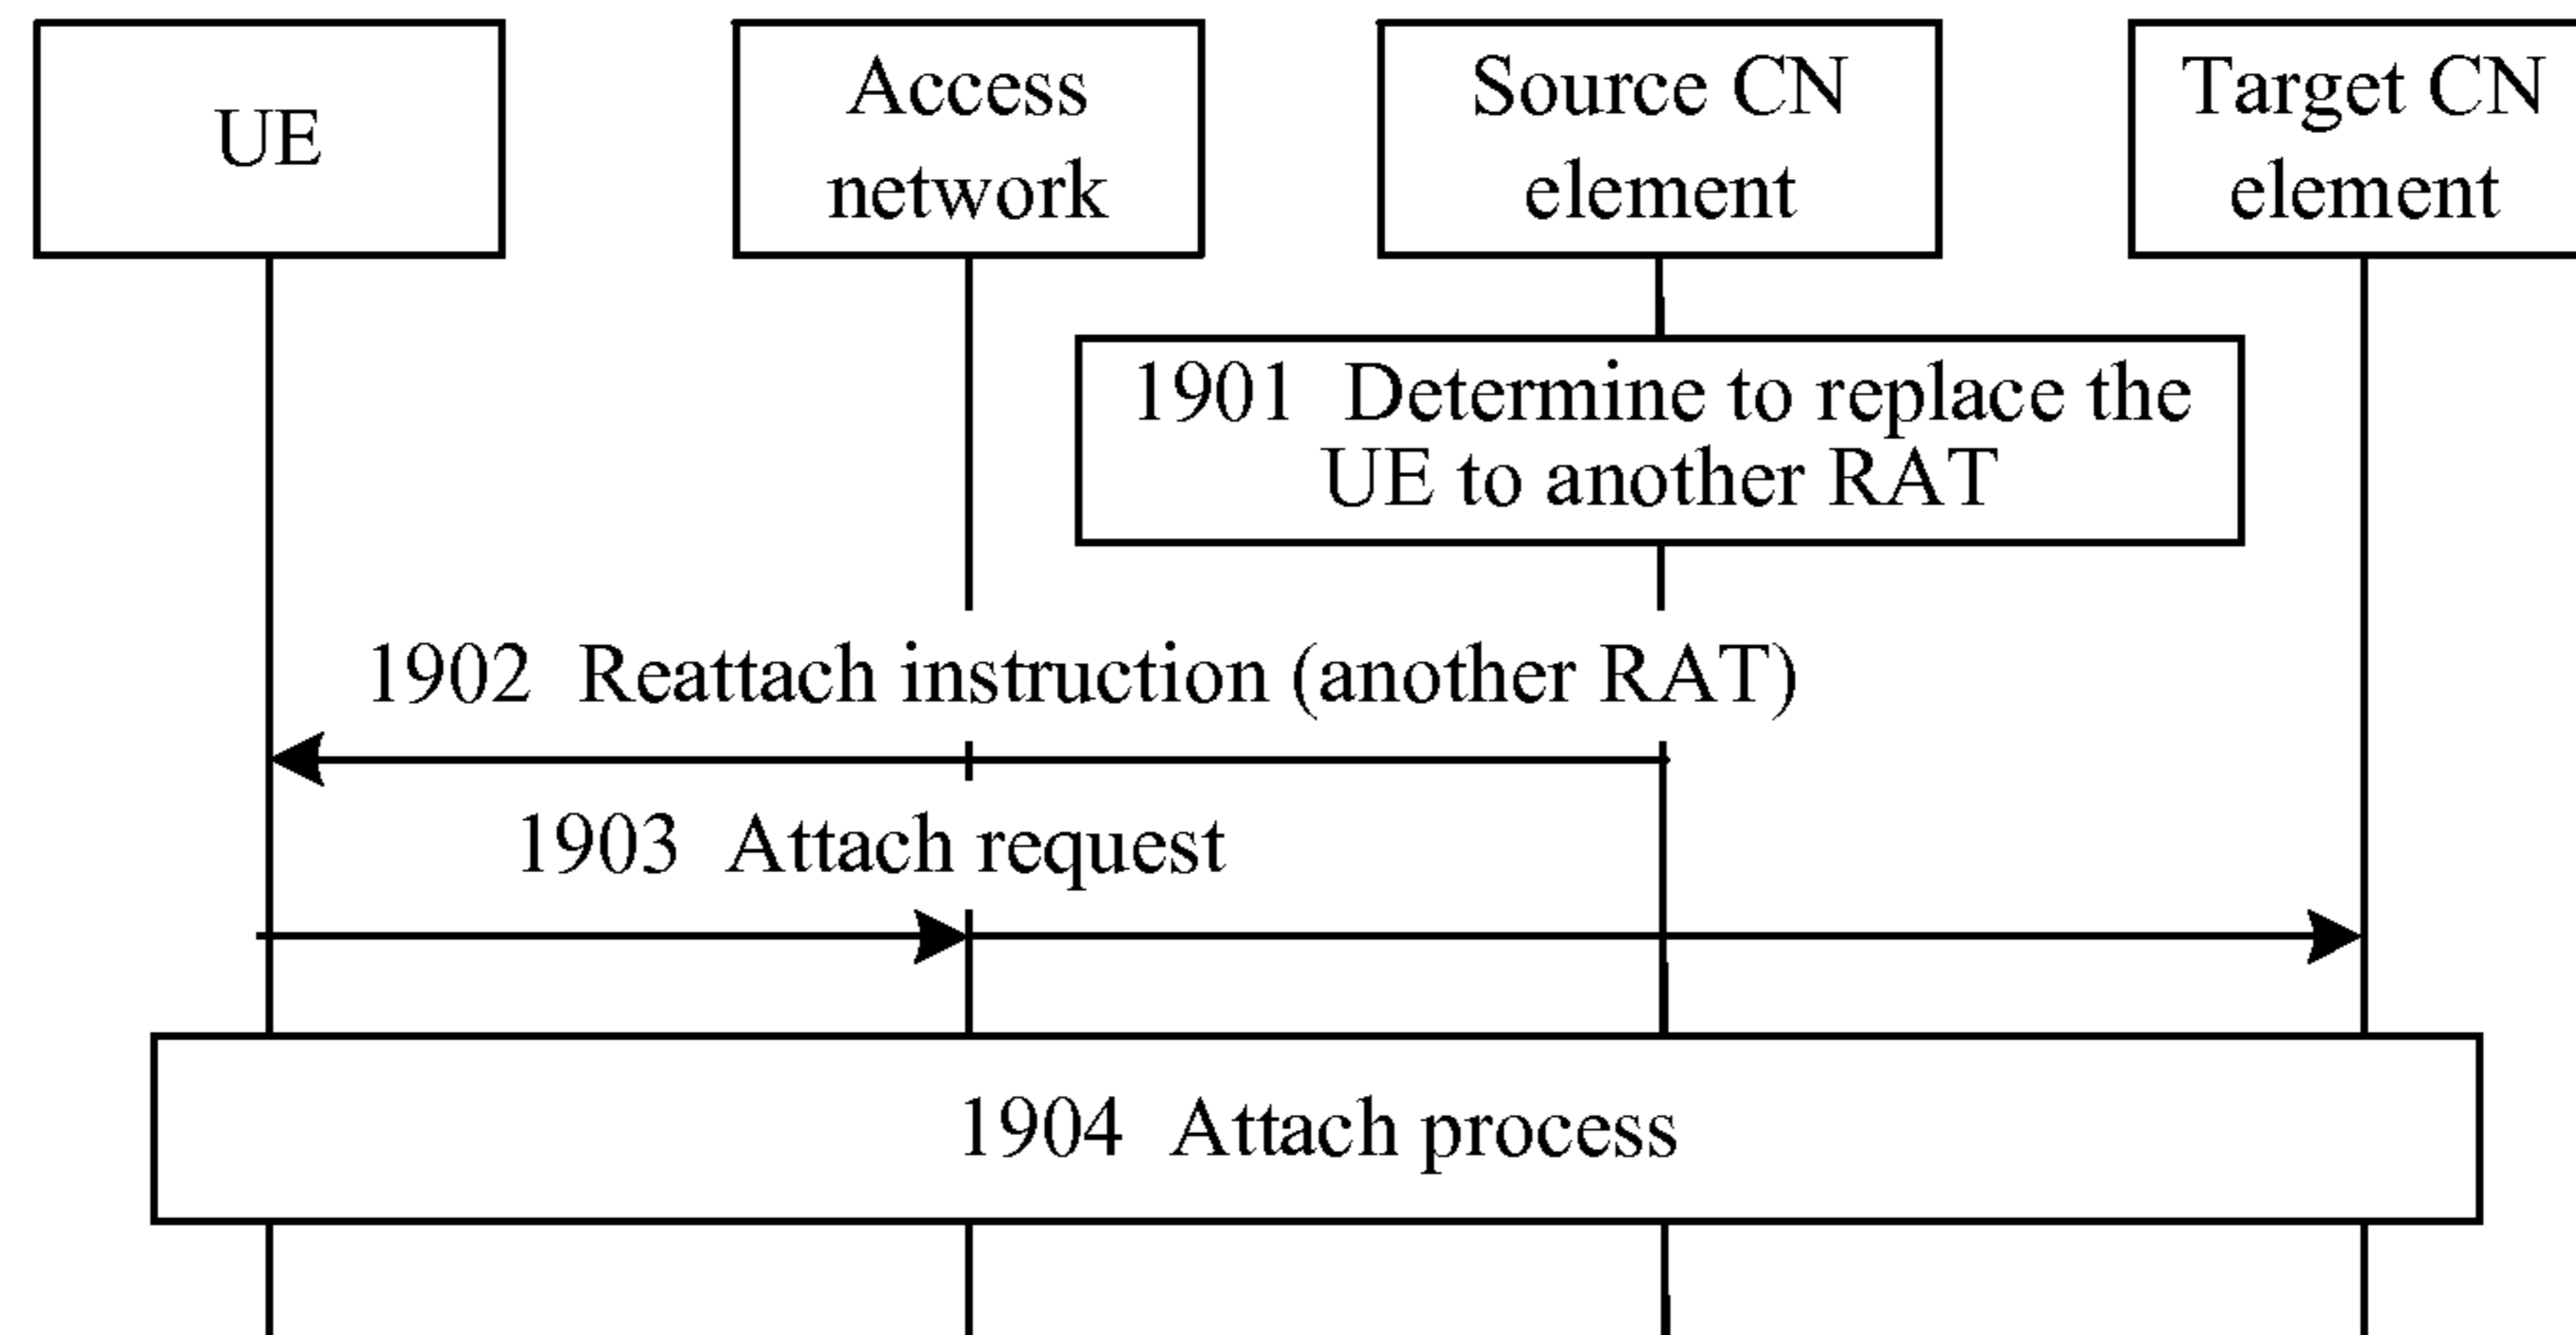 UE
Access
network
Source CN
element
Target CN
element
1901 Determine to replace the
UE to another RAT
1902 Reattach instruction (another RAT)
1903 Attach request
1904 Attach process